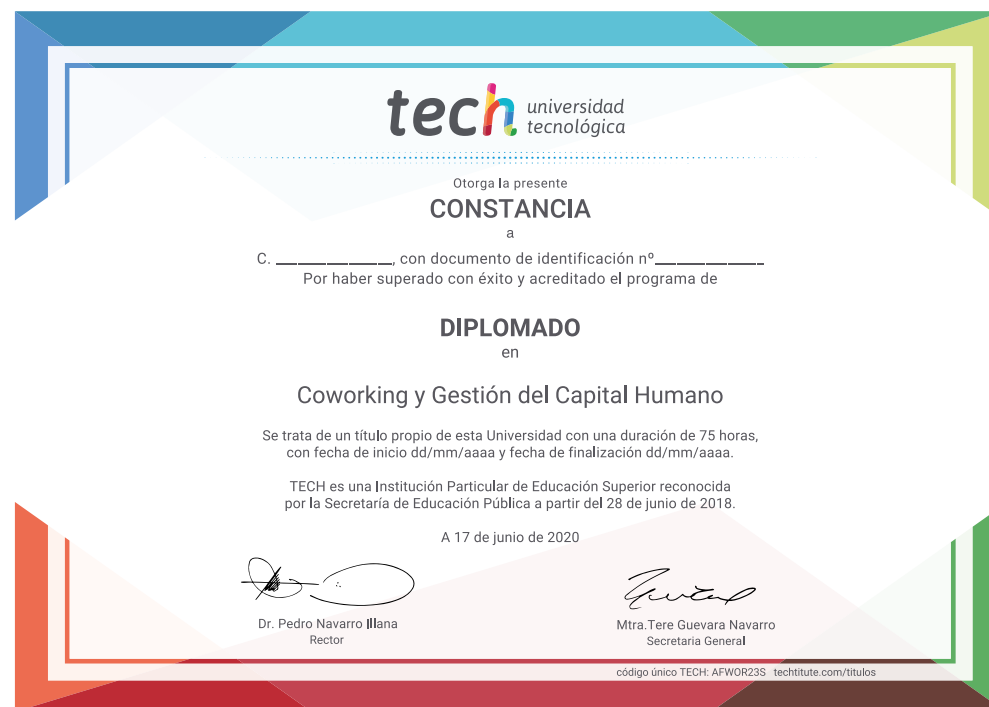 tech universidad
tecnológica
Otorga la presente
CONSTANCIA
a
C. ______________, con documento de identificación nº_____________
Por haber superado con éxito y acreditado el programa de
DIPLOMADO
en
Coworking y Gestión del Capital Humano
Se trata de un título propio de esta Universidad con una duración de 75 horas,
con fecha de inicio dd/mm/aaaa y fecha de finalización dd/mm/aaaa.
TECH es una Institución Particular de Educación Superior reconocida
por la Secretaría de Educación Pública a partir del 28 de junio de 2018.
A 17 de junio de 2020
Dr. Pedro Navarro Illana
Rector
Mtra.Tere Guevara Navarro
Secretaria General
código único TECH: AFWOR23S techtitute.com/titulos